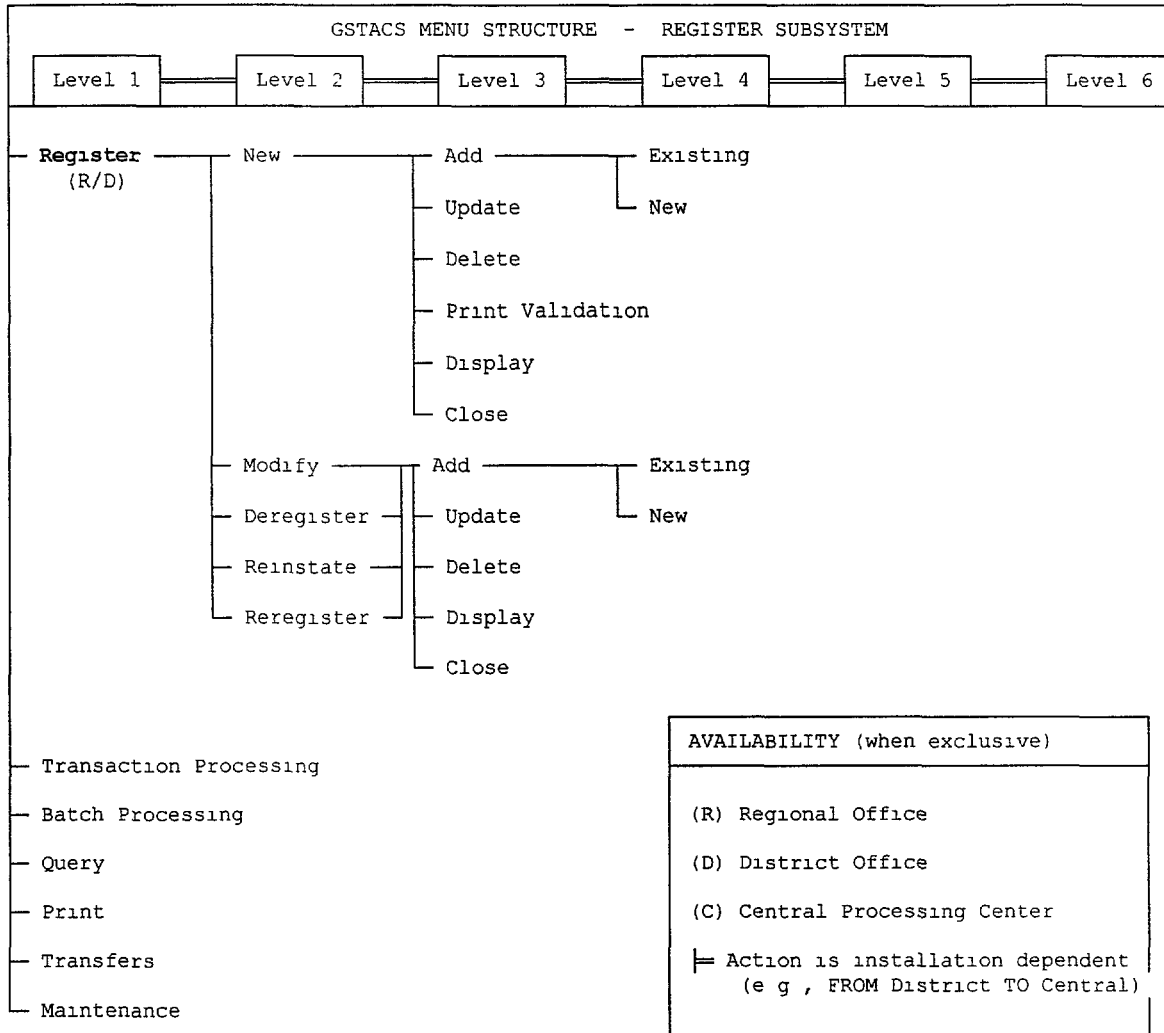 GSTACS MENU STRUCTURE - REGISTER SUBSYSTEM
Level 1 Level 2 Level 3 Level 4 Level 5 Level 6
Register New Add Existing
(R/D)
Update New
Delete
Print Validation
Display
Close
Modify Add Existing
Deregister Update New
Reinstate Delete
Reregister Display
Close
AVAILABILITY (when exclusive)
Transaction Processing
Batch Processing (R) Regional Office
Query (D) District Office
Print (C) Central Processing Center
Transfers Action is installation dependent
(e g , FROM District TO Central)
Maintenance